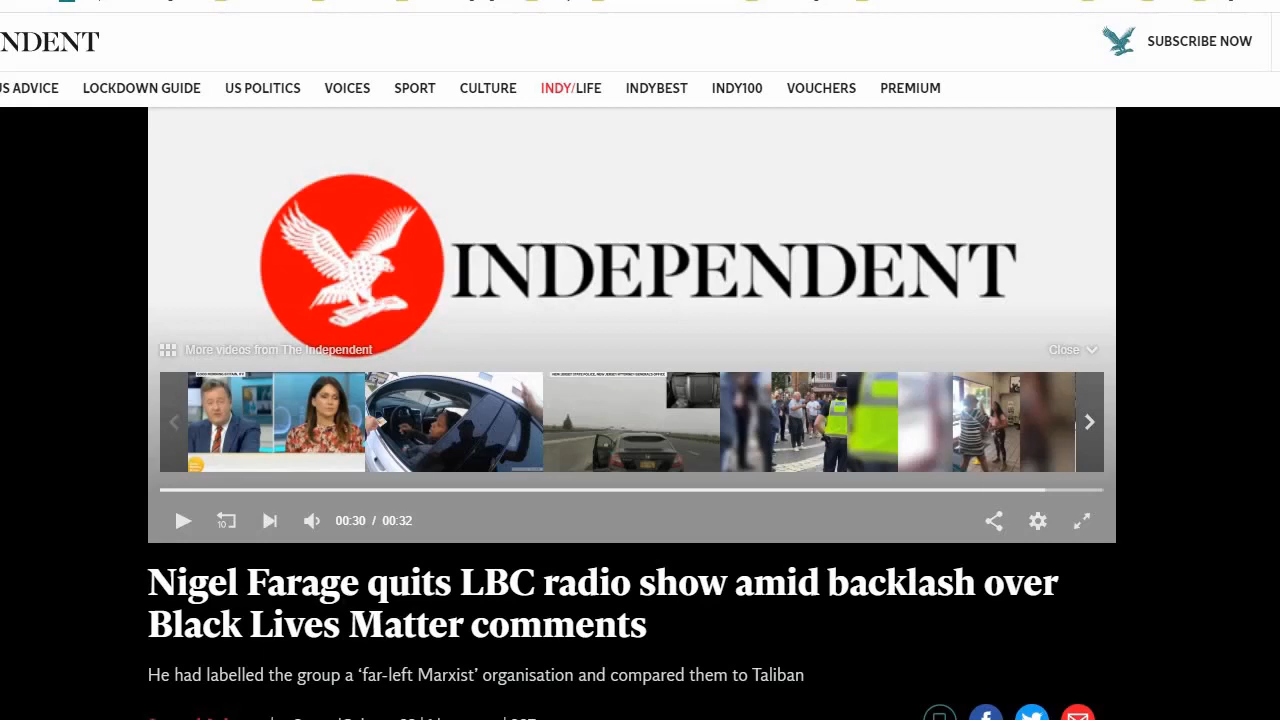 NDENT
SUBSCRIBE NOW
US ADVICE LOCKDOWN GUIDE US POLITICS VOICES SPORT CULTURE INDY/LIFE INDYBEST INDY100 VOUCHERS PREMIUM
INDEPENDENT
More videos from The Independent
Close
10
00:30 / 00:32
Nigel Farage quits LBC radio show amid backlash over
Black Lives Matter comments
He had labelled the group a ‘far-left Marxist’ organisation and compared them to Taliban